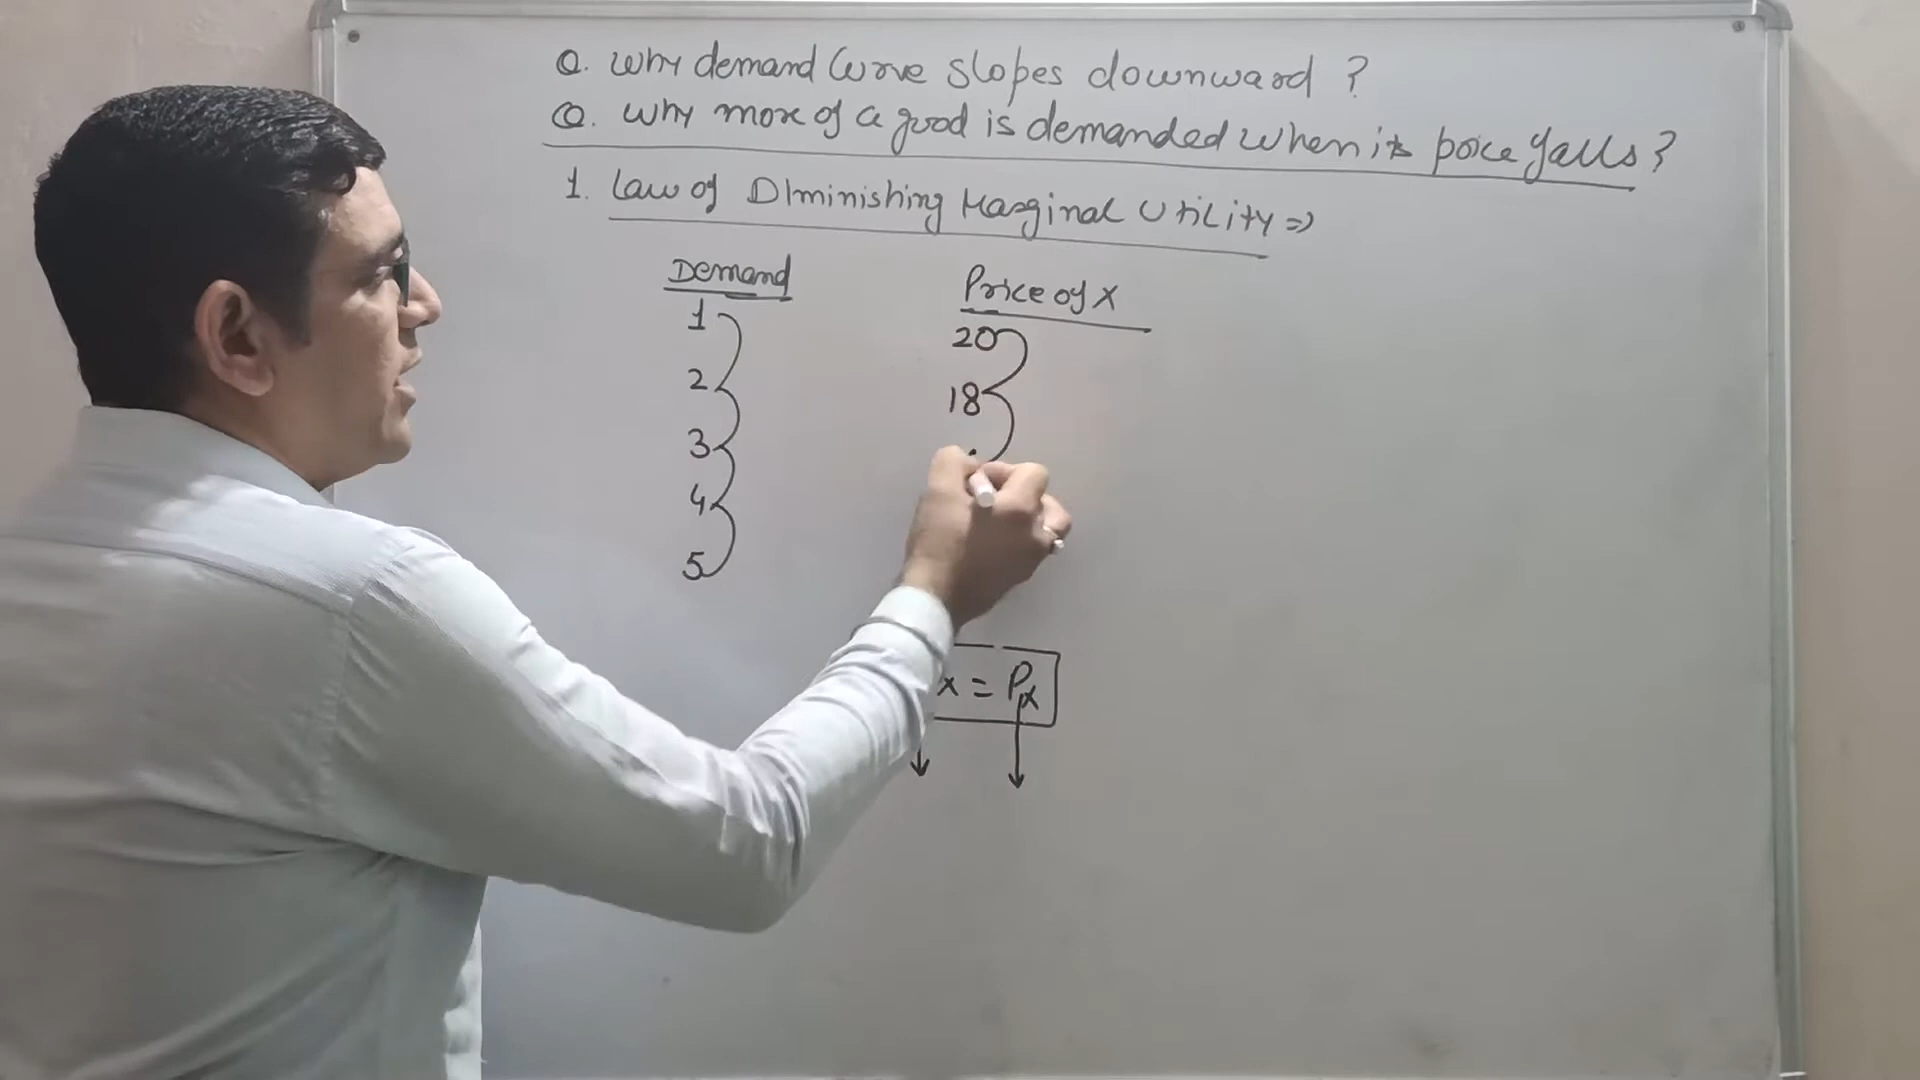 Q. Why demand Curve slopes downward ?
Q. Why more of a good is demanded when its price falls ?
1. Law of Diminishing Marginal Utility =>
Demand Price of X
1 20
2 18
3
4
5
x = Px